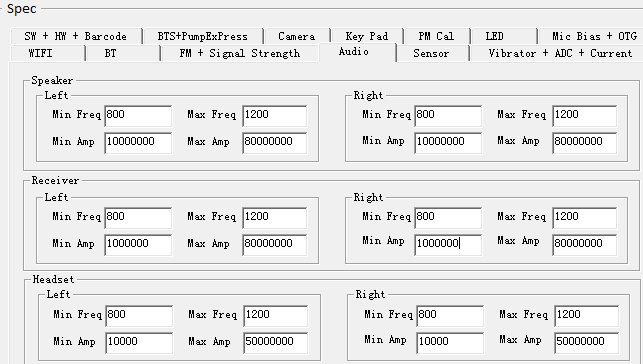 Spec
SW + HW + Barcode BTS+PumpExPress Camera Key Pad PM Cal LED Mic Bias + OTG
WIFI BT FM + Signal Strength Audio Sensor Vibrator + ADC + Current
Speaker
Left Right
Min Freq 800 Max Freq 1200 Min Freq 800 Max Freq 1200
Min Amp 10000000 Max Amp 80000000 Min Amp 10000000 Max Amp 80000000
Receiver
Left Right
Min Freq 800 Max Freq 1200 Min Freq 800 Max Freq 1200
Min Amp 1000000 Max Amp 80000000 Min Amp 1000000 Max Amp 80000000
Headset
Left Right
Min Freq 800 Max Freq 1200 Min Freq 800 Max Freq 1200
Min Amp 10000 Max Amp 50000000 Min Amp 10000 Max Amp 50000000